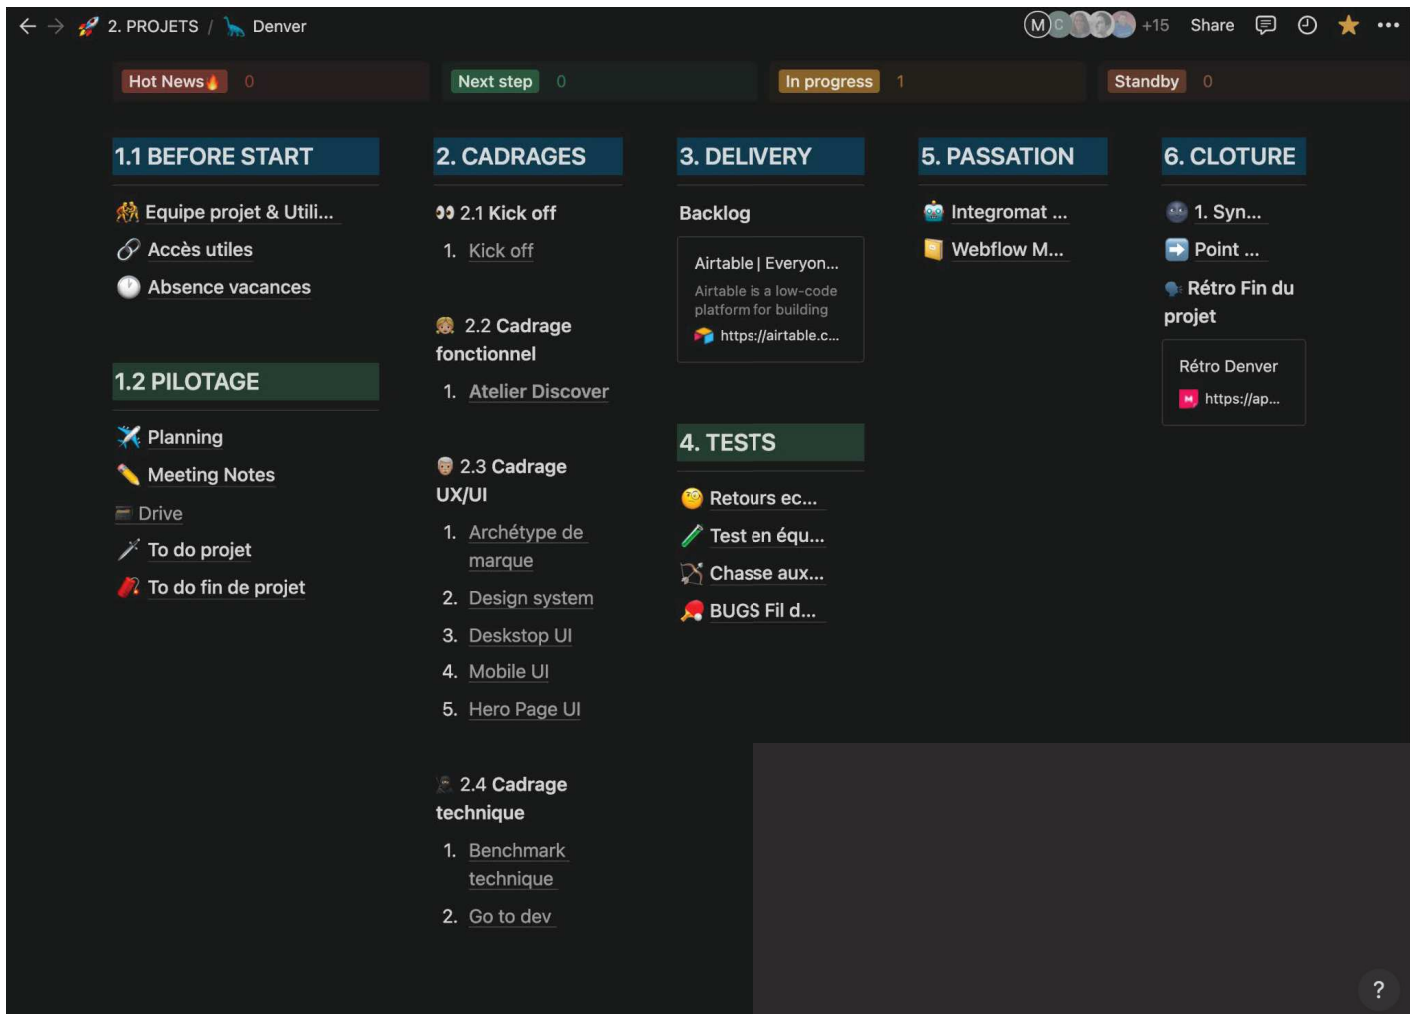 2. PROJETS / Denver
M C +15 Share
Hot News 0
Next step 0
In progress 1
Standby 0
1.1 BEFORE START
Equipe projet & Utili...
Accès utiles
Absence vacances
1.2 PILOTAGE
Planning
Meeting Notes
Drive
To do projet
To do fin de projet
2. CADRAGES
2.1 Kick off
1. Kick off
2.2 Cadrage
fonctionnel
1. Atelier Discover
2.3 Cadrage
UX/UI
1. Archétype de
marque
2. Design system
3. Deskstop UI
4. Mobile UI
5. Hero Page UI
2.4 Cadrage
technique
1. Benchmark
technique
2. Go to dev
3. DELIVERY
Backlog
Airtable | Everyon...
Airtable is a low-code
platform for building
https://airtable.c...
4. TESTS
Retours ec...
Test en équ...
Chasse aux...
BUGS Fil d...
5. PASSATION
Integromat ...
Webflow M...
6. CLOTURE
1. Syn...
Point ...
Rétro Fin du
projet
Rétro Denver
https://ap...
?